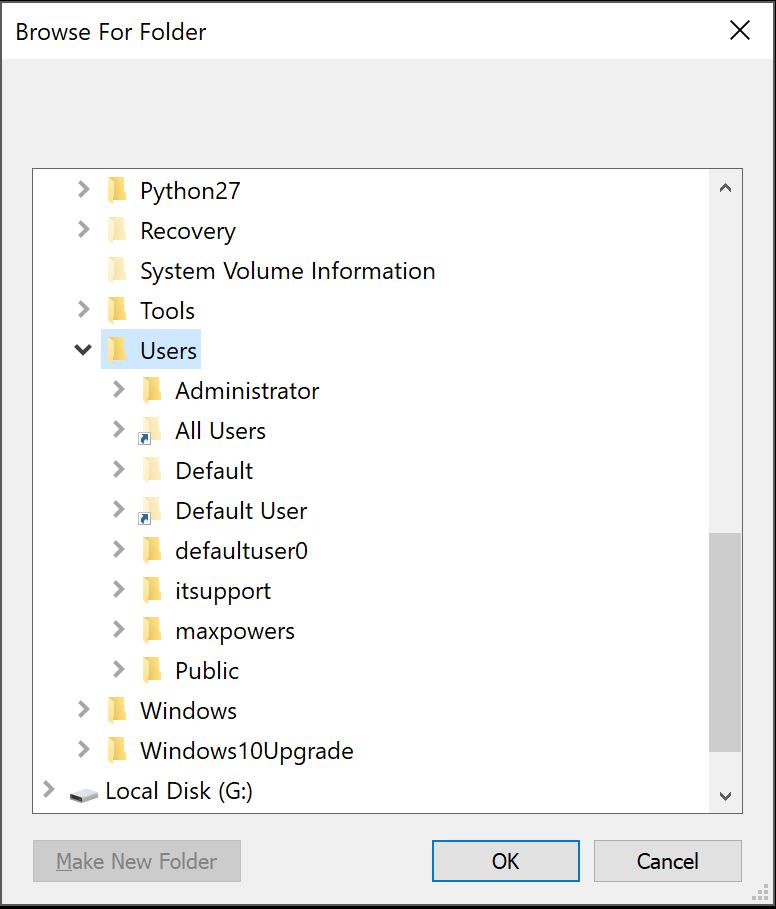 Browse For Folder
Python27
Recovery
System Volume Information
Tools
Users
Administrator
All Users
Default
Default User
defaultuser0
itsupport
maxpowers
Public
Windows
Windows10Upgrade
Local Disk (G:)
Make New Folder OK Cancel